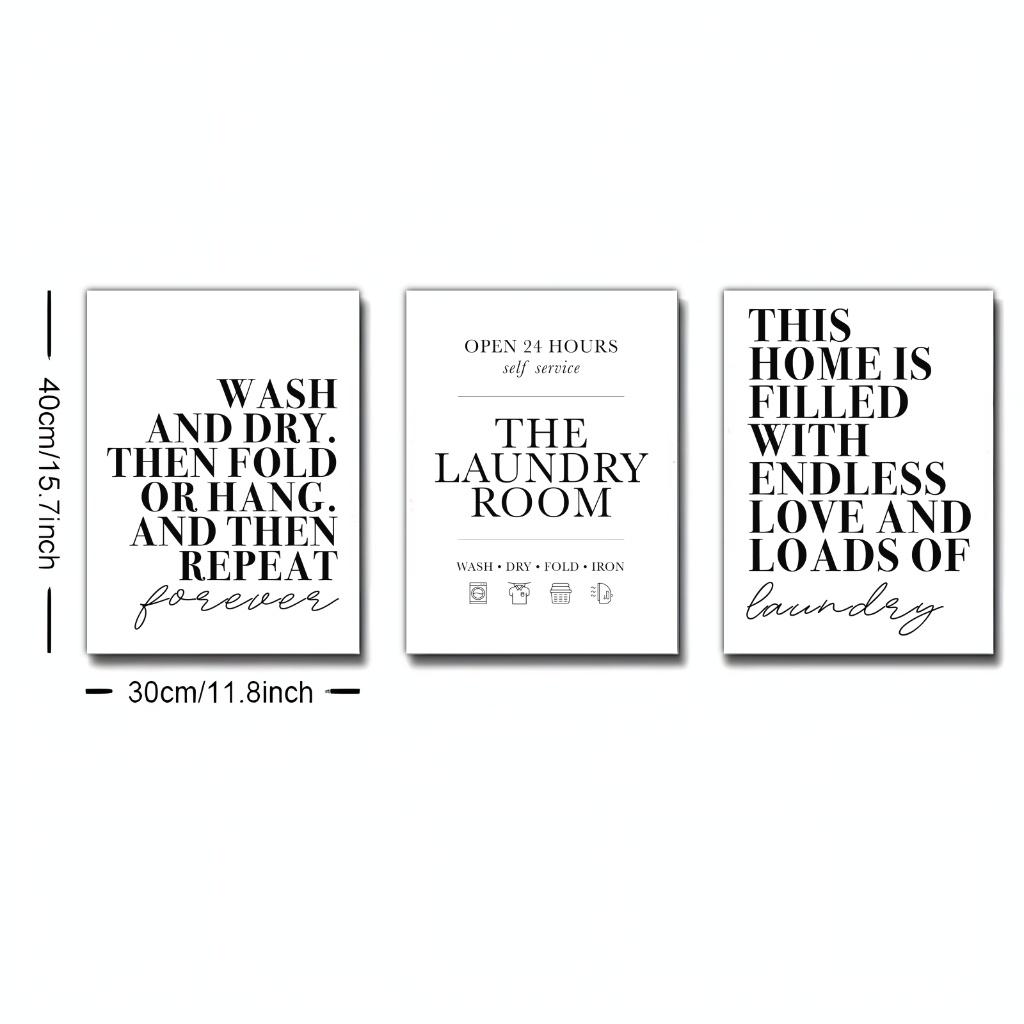 40cm/15.7inch
WASH
AND DRY.
THEN FOLD
OR HANG.
AND THEN
REPEAT
forever
30cm/11.8inch
OPEN 24 HOURS
self service
THE
LAUNDRY
ROOM
WASH • DRY • FOLD • IRON
THIS
HOME IS
FILLED
WITH
ENDLESS
LOVE AND
LOADS OF
laundry